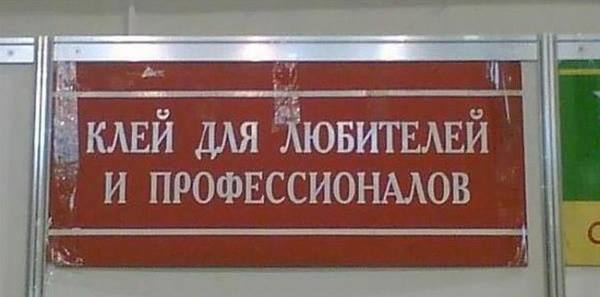 КЛЕЙ ДЛЯ ЛЮБИТЕЛЕЙ
И ПРОФЕССИОНАЛОВ